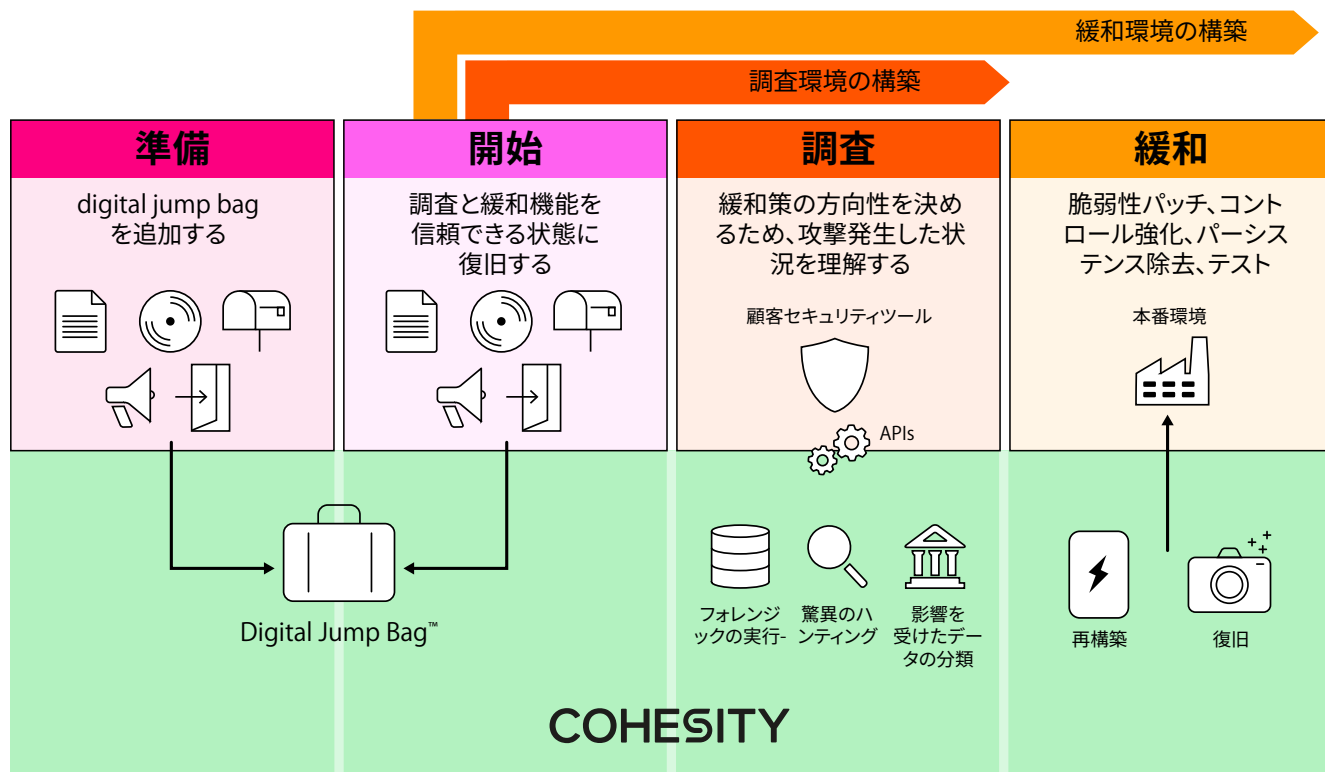 緩和環境の構築
調査環境の構築
準備
digital jump bag
を追加する
開始
調査と緩和機能を
信頼できる状態に
復旧する
調査
緩和策の方向性を決め
るため、攻撃発生した状
況を理解する
顧客セキュリティツール
APIs
緩和
脆弱性パッチ、コント
ロール強化、パーシス
テンス除去、テスト
本番環境
Digital Jump Bag™
フォレンジ
ックの実行-
驚異のハ
ンティング
影響を
受けたデー
タの分類
再構築
復旧
COHESITY